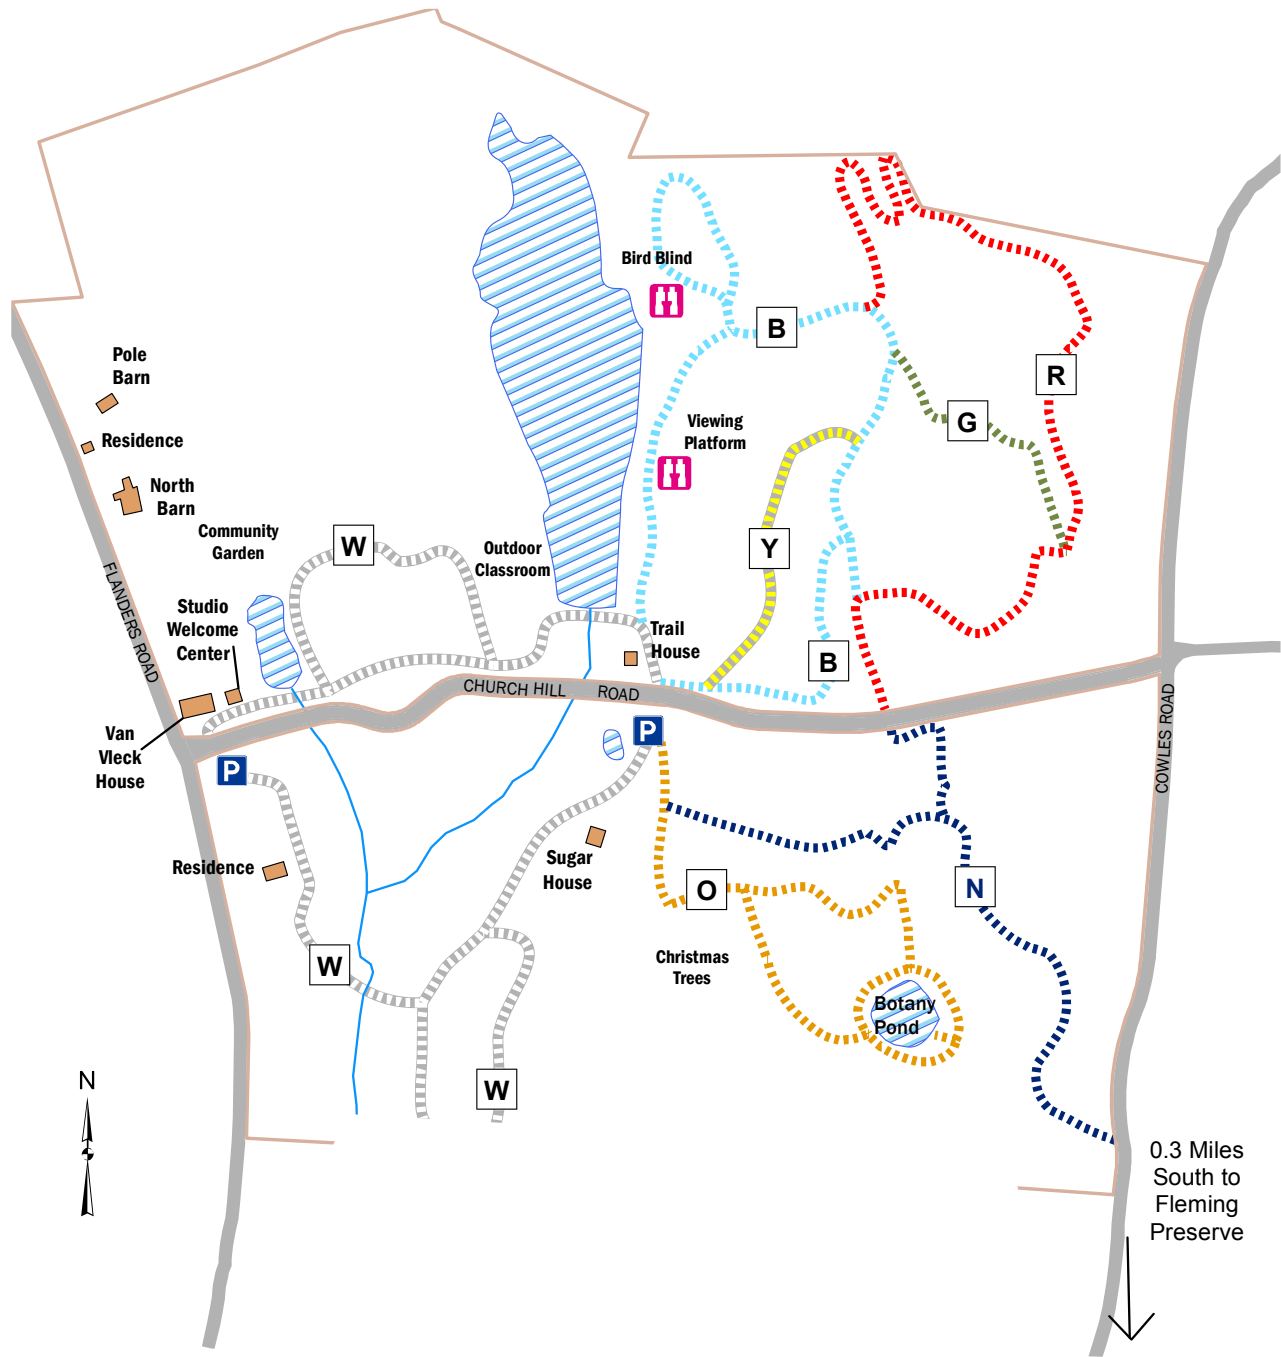 Bird Blind
B
Pole
Barn
R
Viewing
Platform
G
Residence
North
Barn
Community
Garden
W
Outdoor
Classroom
Y
FLANDERS ROAD
Studio
Welcome
Center
Trail
House
B
CHURCH HILL ROAD
COWLES ROAD
Van
Vleck
House
P
P
Residence
Sugar
House
O
N
W
Christmas
Trees
Botany
Pond
W
N
0.3 Miles
South to
Fleming
Preserve